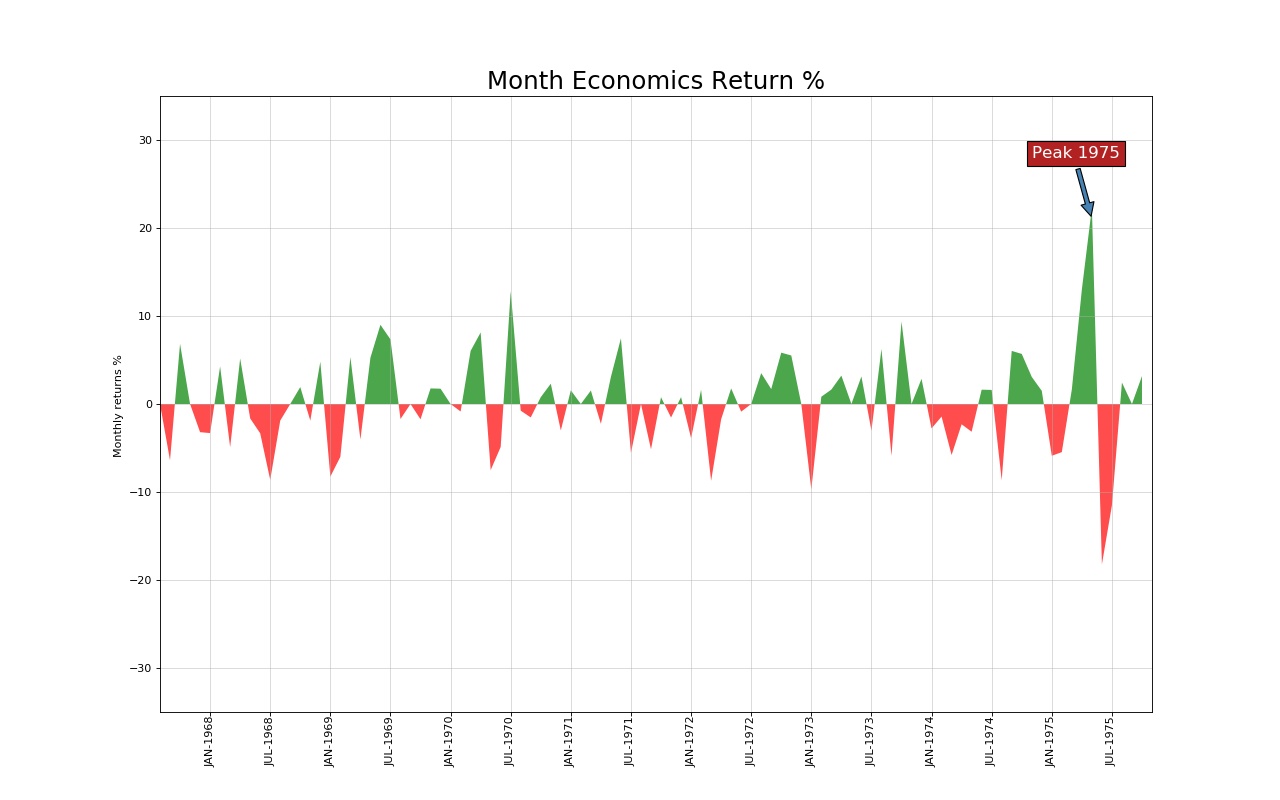 Month Economics Return %
Peak 1975
Monthly returns %
30
20
10
0
−10
−20
−30
JAN-1968
JUL-1968
JAN-1969
JUL-1969
JAN-1970
JUL-1970
JAN-1971
JUL-1971
JAN-1972
JUL-1972
JAN-1973
JUL-1973
JAN-1974
JUL-1974
JAN-1975
JUL-1975